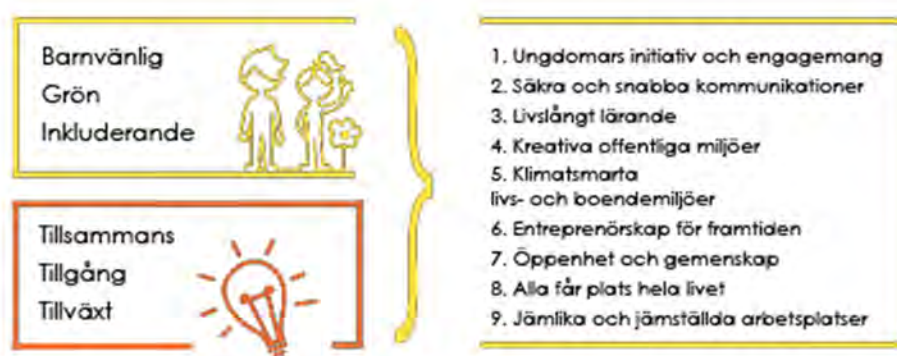 Barnvänlig
Grön
Inkluderande
Tillsammans
Tillgång
Tillväxt
1. Ungdomars initiativ och engagemang
2. Säkra och snabba kommunikationer
3. Livslångt lärande
4. Kreativa offentliga miljöer
5. Klimatsmarta
livs- och boendemiljöer
6. Entreprenörskap för framtiden
7. Öppenhet och gemenskap
8. Alla får plats hela livet
9. Jämlika och jämställda arbetsplatser